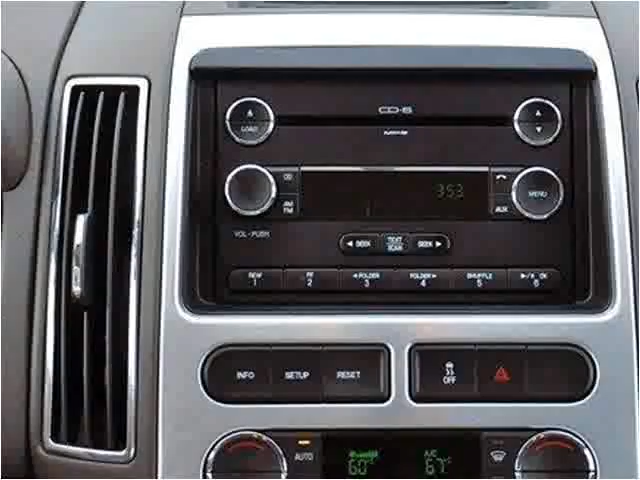 CD-6
LOAD
CD
353
MENU
AM
FM
AUX
VOL - PUSH
SEEK TEXT SCAN SEEK
REW FF FOLDER FOLDER SHUFFLE OK
1 2 3 4 5 6
INFO SETUP RESET OFF
AUTO 60° A/C 67°